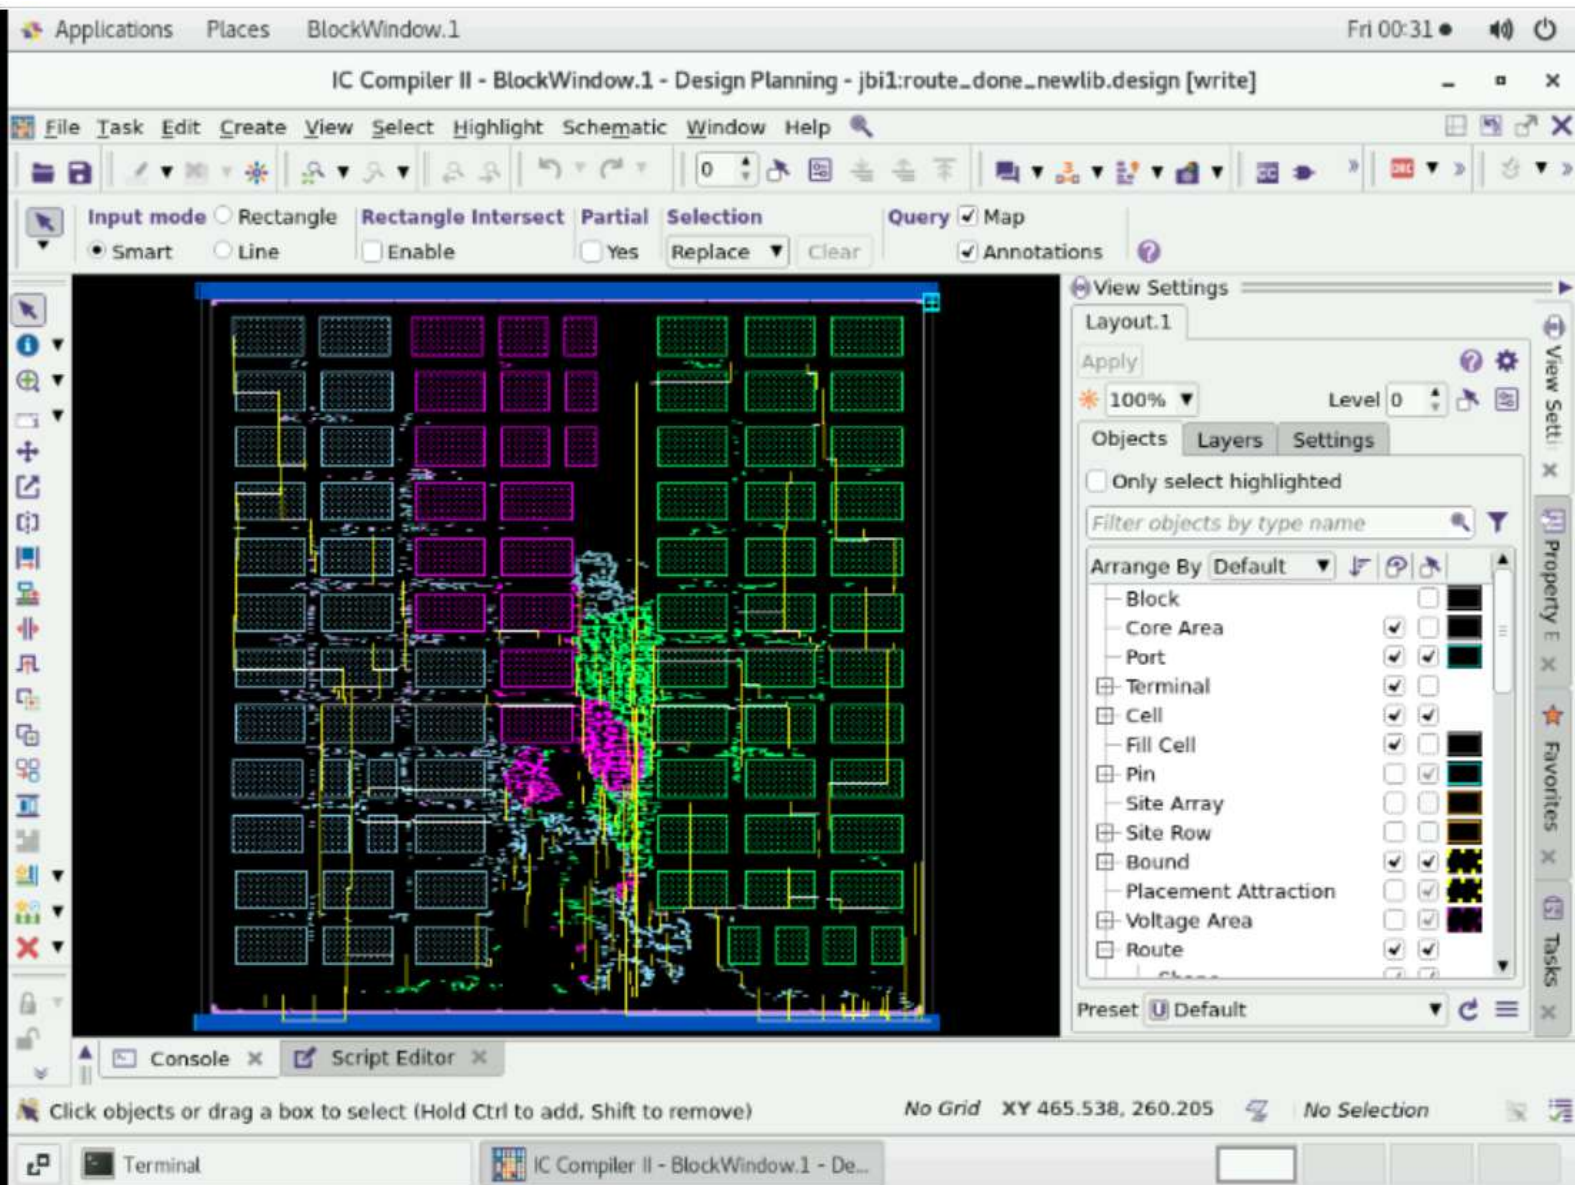 Applications Places BlockWindow.1 Fri 00:31
IC Compiler II - BlockWindow.1 - Design Planning - jbi1:route_done_newlib.design [write]
File Task Edit Create View Select Highlight Schematic Window Help
0
DRC
Input mode Rectangle Rectangle Intersect Partial Selection Query Map
Smart Line Enable Yes Replace Clear Annotations
View Settings
Layout.1
Apply
100% Level 0
Objects Layers Settings
Only select highlighted
Filter objects by type name
Arrange By Default
Block
Core Area
Port
Terminal
Cell
Fill Cell
Pin
Site Array
Site Row
Bound
Placement Attraction
Voltage Area
Route
Preset U Default
View Setti
Property E
Favorites
Tasks
Console Script Editor
Click objects or drag a box to select (Hold Ctrl to add, Shift to remove) No Grid XY 465.538, 260.205 No Selection
Terminal IC Compiler II - BlockWindow.1 - De...